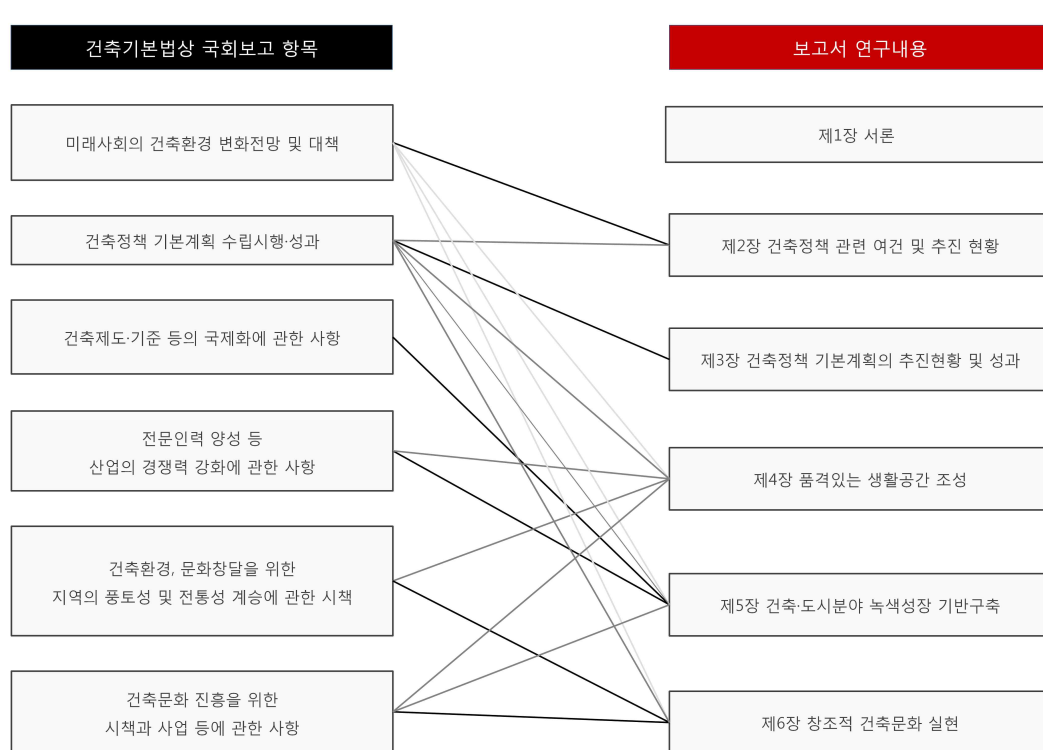 건축기본법상 국회보고 항목
보고서 연구내용
미래사회의 건축환경 변화전망 및 대책
제1장 서론
건축정책 기본계획 수립시행·성과
제2장 건축정책 관련 여건 및 추진 현황
건축제도·기준 등의 국제화에 관한 사항
제3장 건축정책 기본계획의 추진현황 및 성과
전문인력 양성 등
산업의 경쟁력 강화에 관한 사항
제4장 품격있는 생활공간 조성
건축환경, 문화창달을 위한
지역의 풍토성 및 전통성 계승에 관한 시책
제5장 건축·도시분야 녹색성장 기반구축
건축문화 진흥을 위한
시책과 사업 등에 관한 사항
제6장 창조적 건축문화 실현